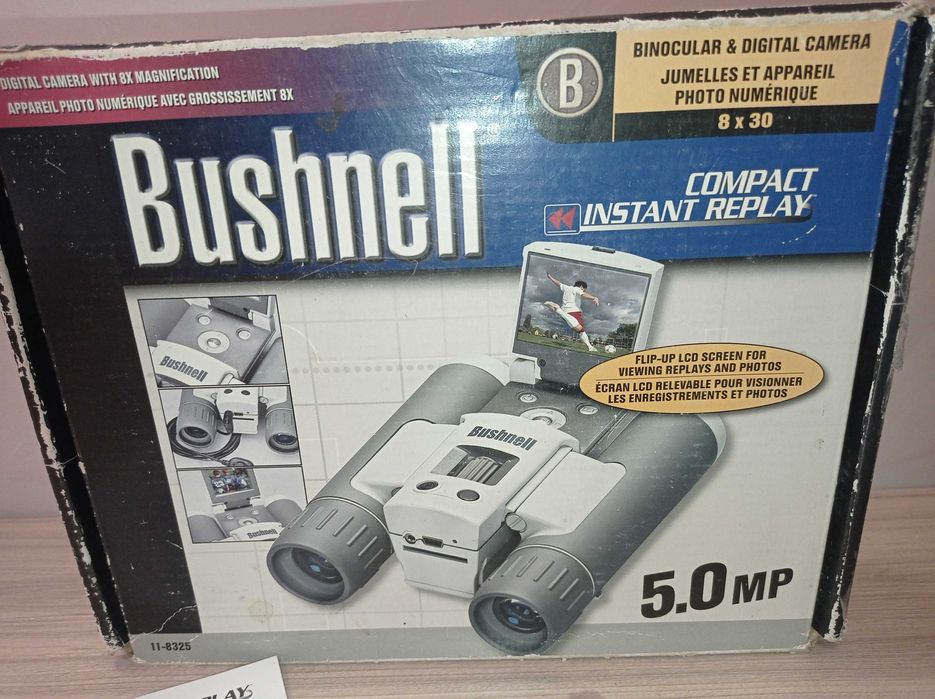 DIGITAL CAMERA WITH 8X MAGNIFICATION
APPAREIL PHOTO NUMÉRIQUE AVEC GROSSISSEMENT 8X
B
BINOCULAR & DIGITAL CAMERA
JUMELLES ET APPAREIL
PHOTO NUMÉRIQUE
8 x 30
Bushnell
COMPACT
INSTANT REPLAY
FLIP-UP LCD SCREEN FOR
VIEWING REPLAYS AND PHOTOS
ÉCRAN LCD RELEVABLE POUR VISIONNER
LES ENREGISTREMENTS ET PHOTOS
Bushnell
Bushnell
Bushnell
5.0 MP
11-8325